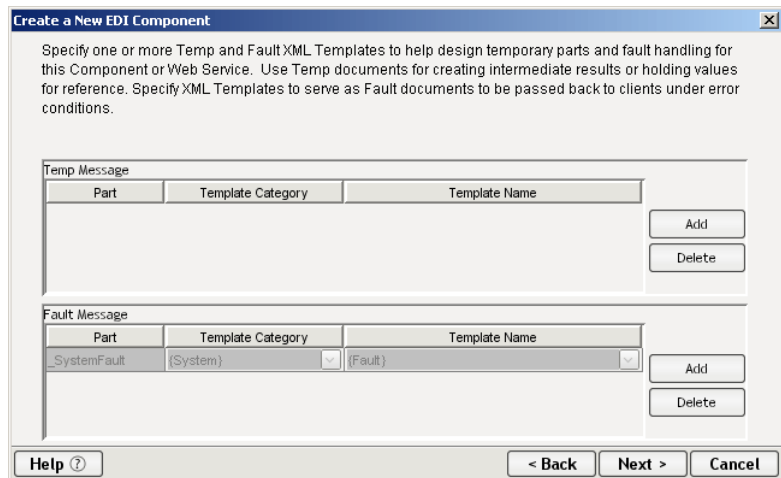 Create a New EDI Component
Specify one or more Temp and Fault XML Templates to help design temporary parts and fault handling for
this Component or Web Service. Use Temp documents for creating intermediate results or holding values
for reference. Specify XML Templates to serve as Fault documents to be passed back to clients under error
conditions.
Temp Message
Part Template Category Template Name
Add
Delete
Fault Message
Part Template Category Template Name
_SystemFault {System} {Fault}
Add
Delete
Help ? < Back Next > Cancel